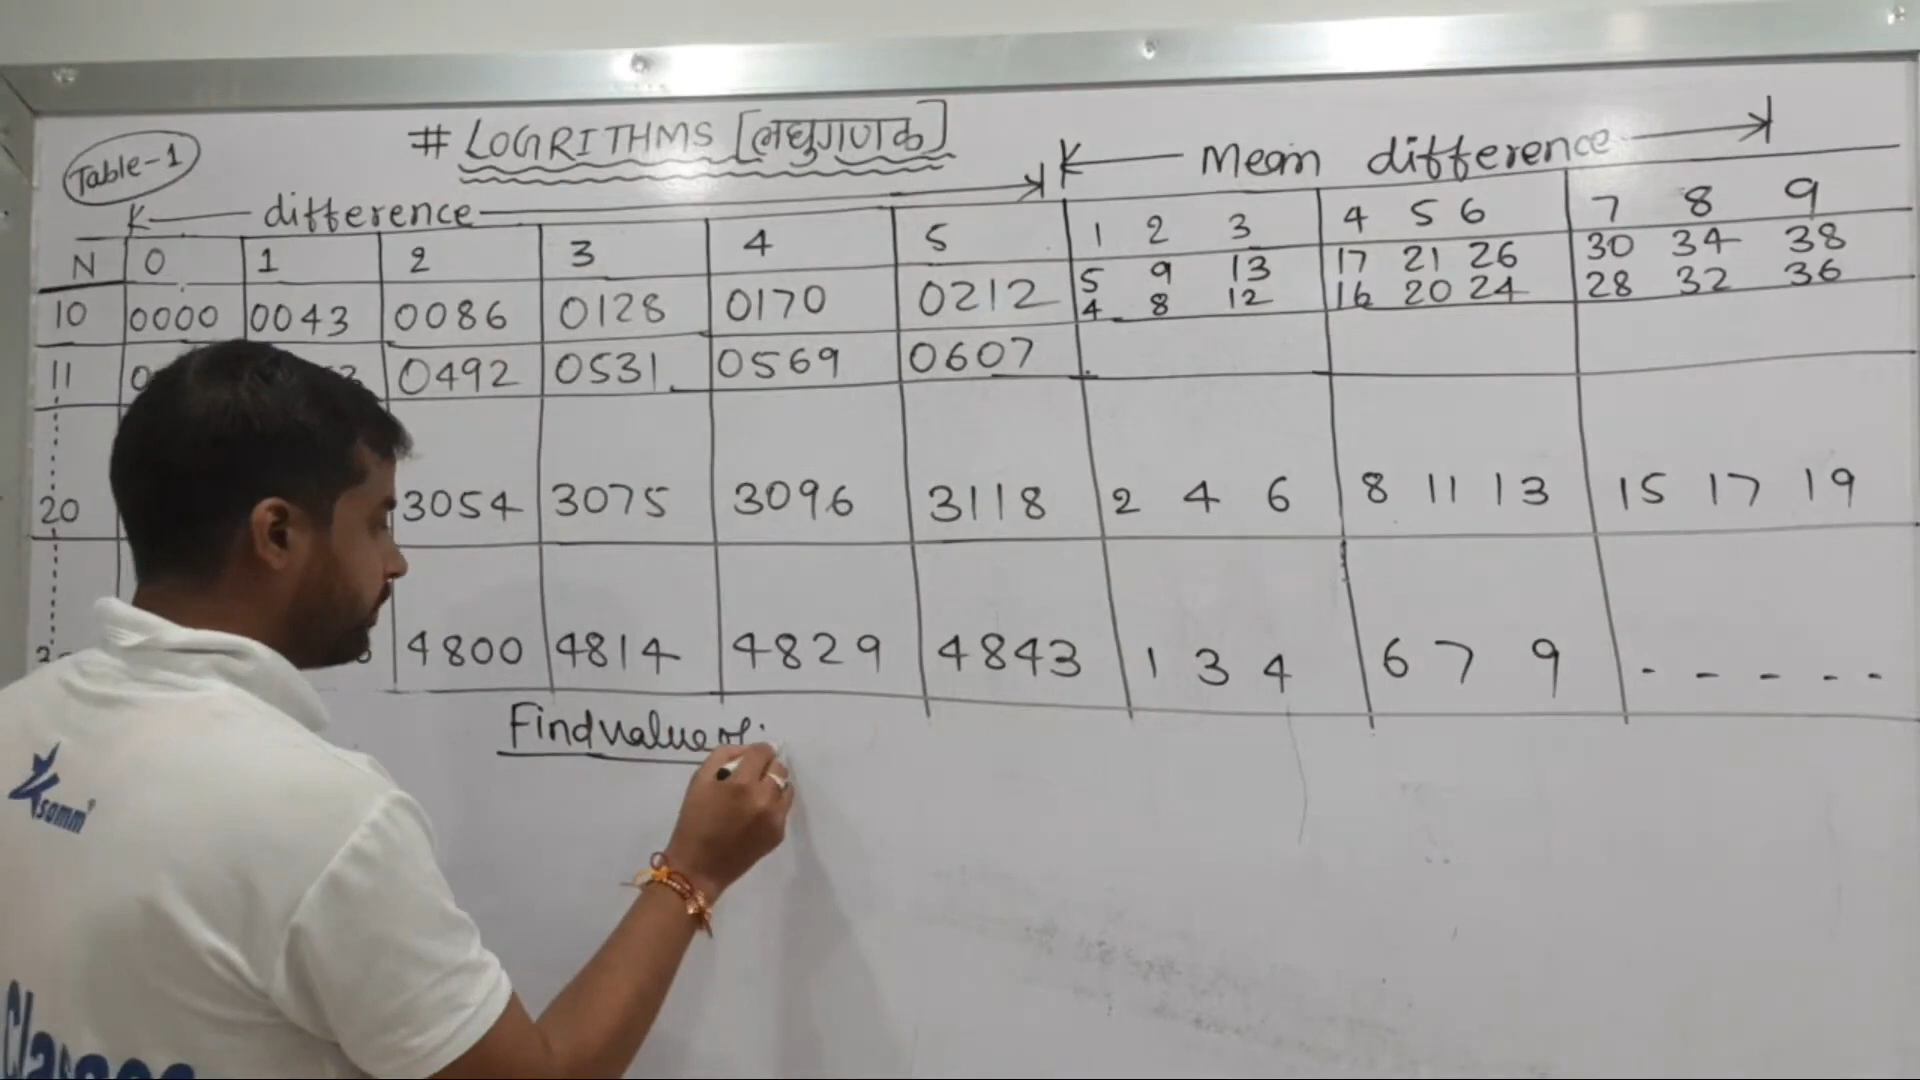 # LOGRITHMS [लघुगणक]
Table-1
difference
Mean difference
N 0 1 2 3 4 5 1 2 3 4 5 6 7 8 9
10 0000 0043 0086 0128 0170 0212 5 9 13 17 21 26 30 34 38
4 8 12 16 20 24 28 32 36
11 0492 0531 0569 0607
20 3054 3075 3096 3118 2 4 6 8 11 13 15 17 19
4800 4814 4829 4843 1 3 4 6 7 9 - - - - -
Find value of
samm